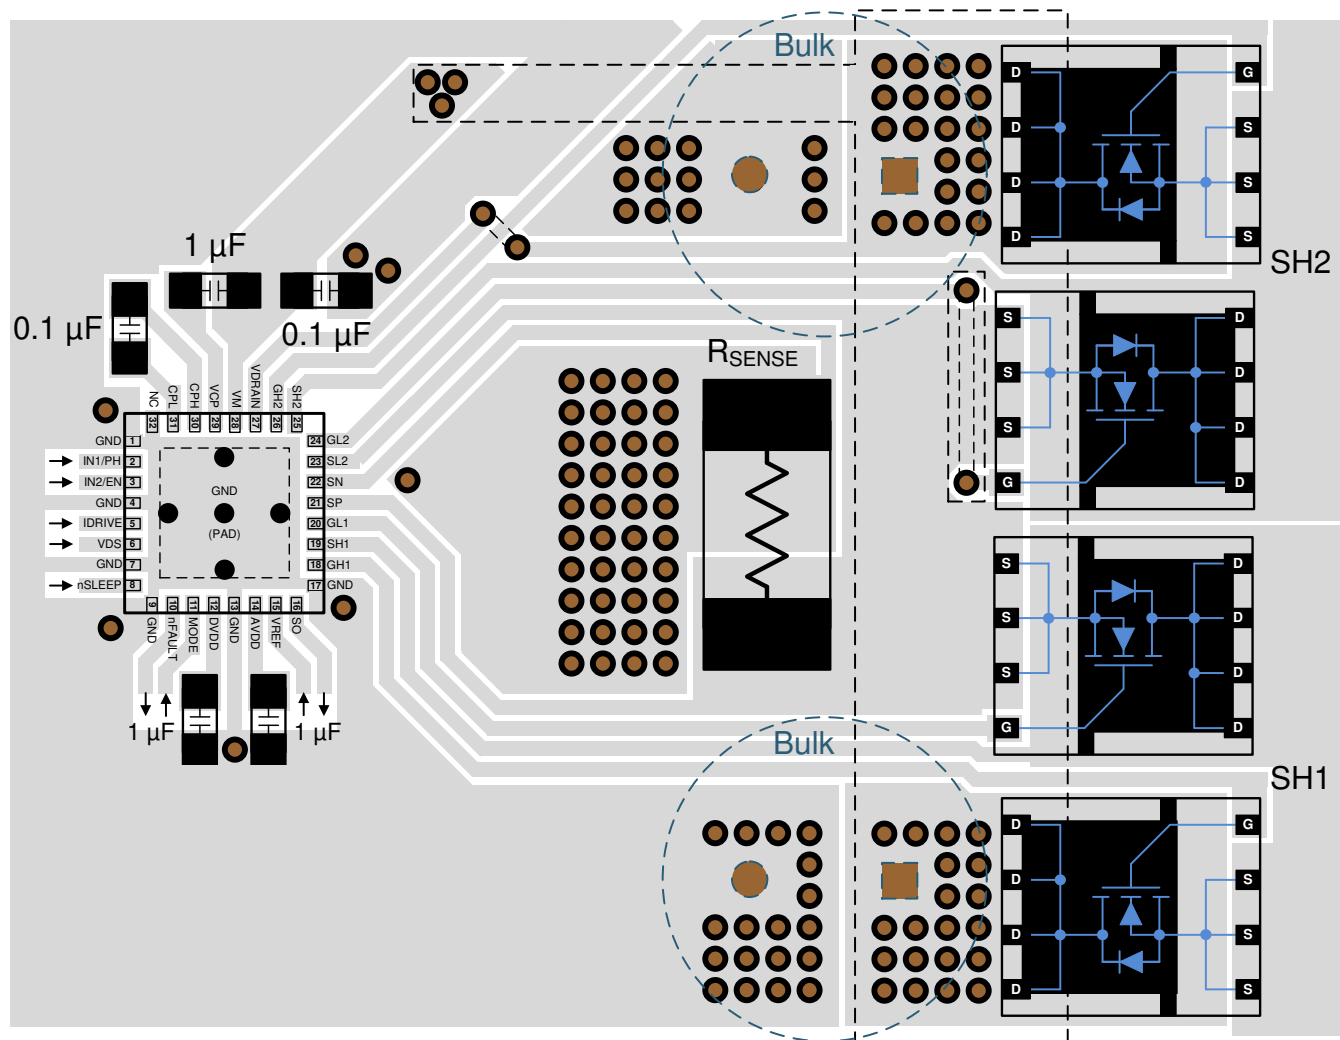 Bulk
D
D
D
D
G
S
S
S
SH2
1 µF
0.1 µF
0.1 µF
R_SENSE
S
S
S
G
D
D
D
D
NC
CPL
CPH
VCP
VM
VDRAIN
GH2
SH2
32
31
30
29
28
27
26
25
GND 1
IN1/PH 2
IN2/EN 3
GND 4
IDRIVE 5
VDS 6
GND 7
nSLEEP 8
GND
(PAD)
24 GL2
23 SL2
22 SN
21 SP
20 GL1
19 SH1
18 GH1
17 GND
9
10
11
12
13
14
15
16
GND
nFAULT
MODE
DVDD
GND
AVDD
VREF
SO
1 µF
1 µF
S
S
S
G
D
D
D
D
Bulk
SH1
D
D
D
D
G
S
S
S